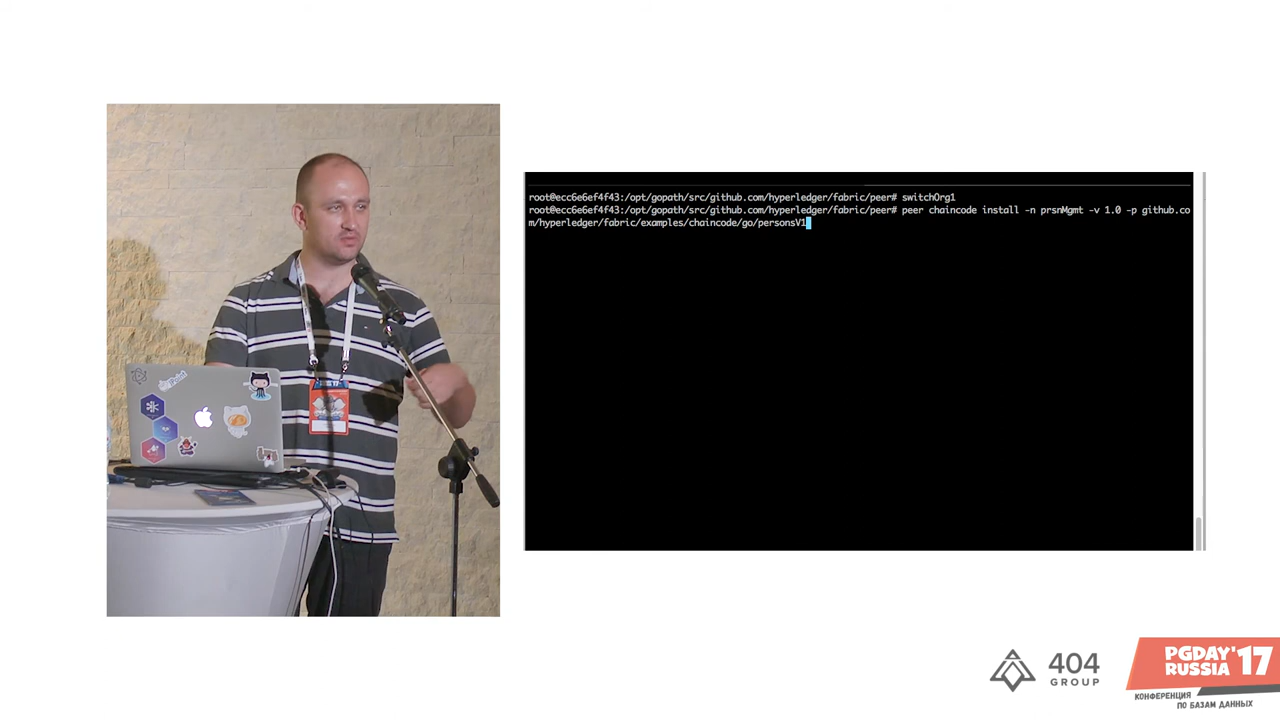 root@ecc6e6ef4f43:/opt/gopath/src/github.com/hyperledger/fabric/peer# switchOrg1
root@ecc6e6ef4f43:/opt/gopath/src/github.com/hyperledger/fabric/peer# peer chaincode install -n prsnMgmt -v 1.0 -p github.co
m/hyperledger/fabric/examples/chaincode/go/personsV1
404
GROUP
PGDAY'17
RUSSIA
КОНФЕРЕНЦИЯ
ПО БАЗАМ ДАННЫХ